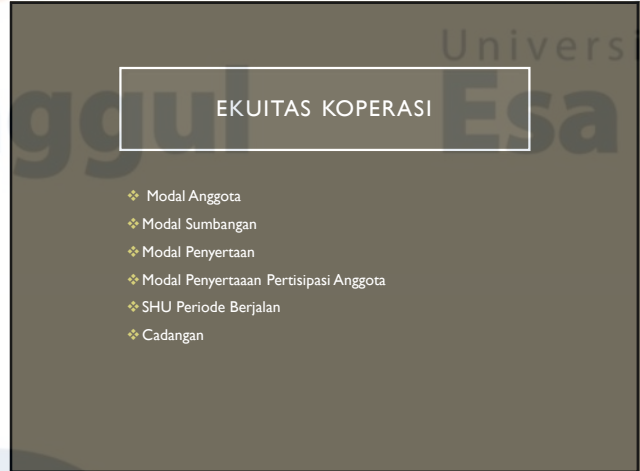 Univers
ggul Esa
EKUITAS KOPERASI
❖ Modal Anggota
❖ Modal Sumbangan
❖ Modal Penyertaan
❖ Modal Penyertaaan Pertisipasi Anggota
❖ SHU Periode Berjalan
❖ Cadangan